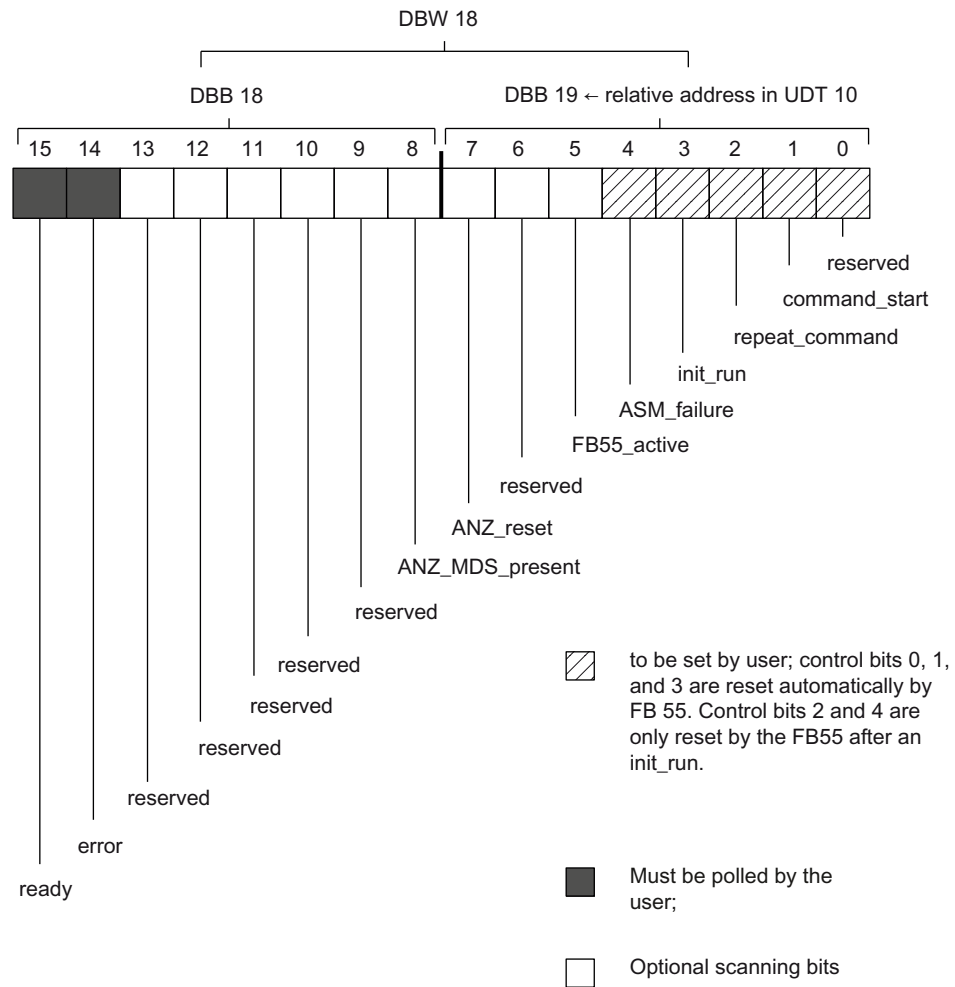 DBW 18
DBB 18
DBB 19 ← relative address in UDT 10
15 14 13 12 11 10 9 8 7 6 5 4 3 2 1 0
reserved
command_start
repeat_command
init_run
ASM_failure
FB55_active
reserved
ANZ_reset
ANZ_MDS_present
reserved
reserved
reserved
reserved
reserved
error
ready
to be set by user; control bits 0, 1,
and 3 are reset automatically by
FB 55. Control bits 2 and 4 are
only reset by the FB55 after an
init_run.
Must be polled by the
user;
Optional scanning bits